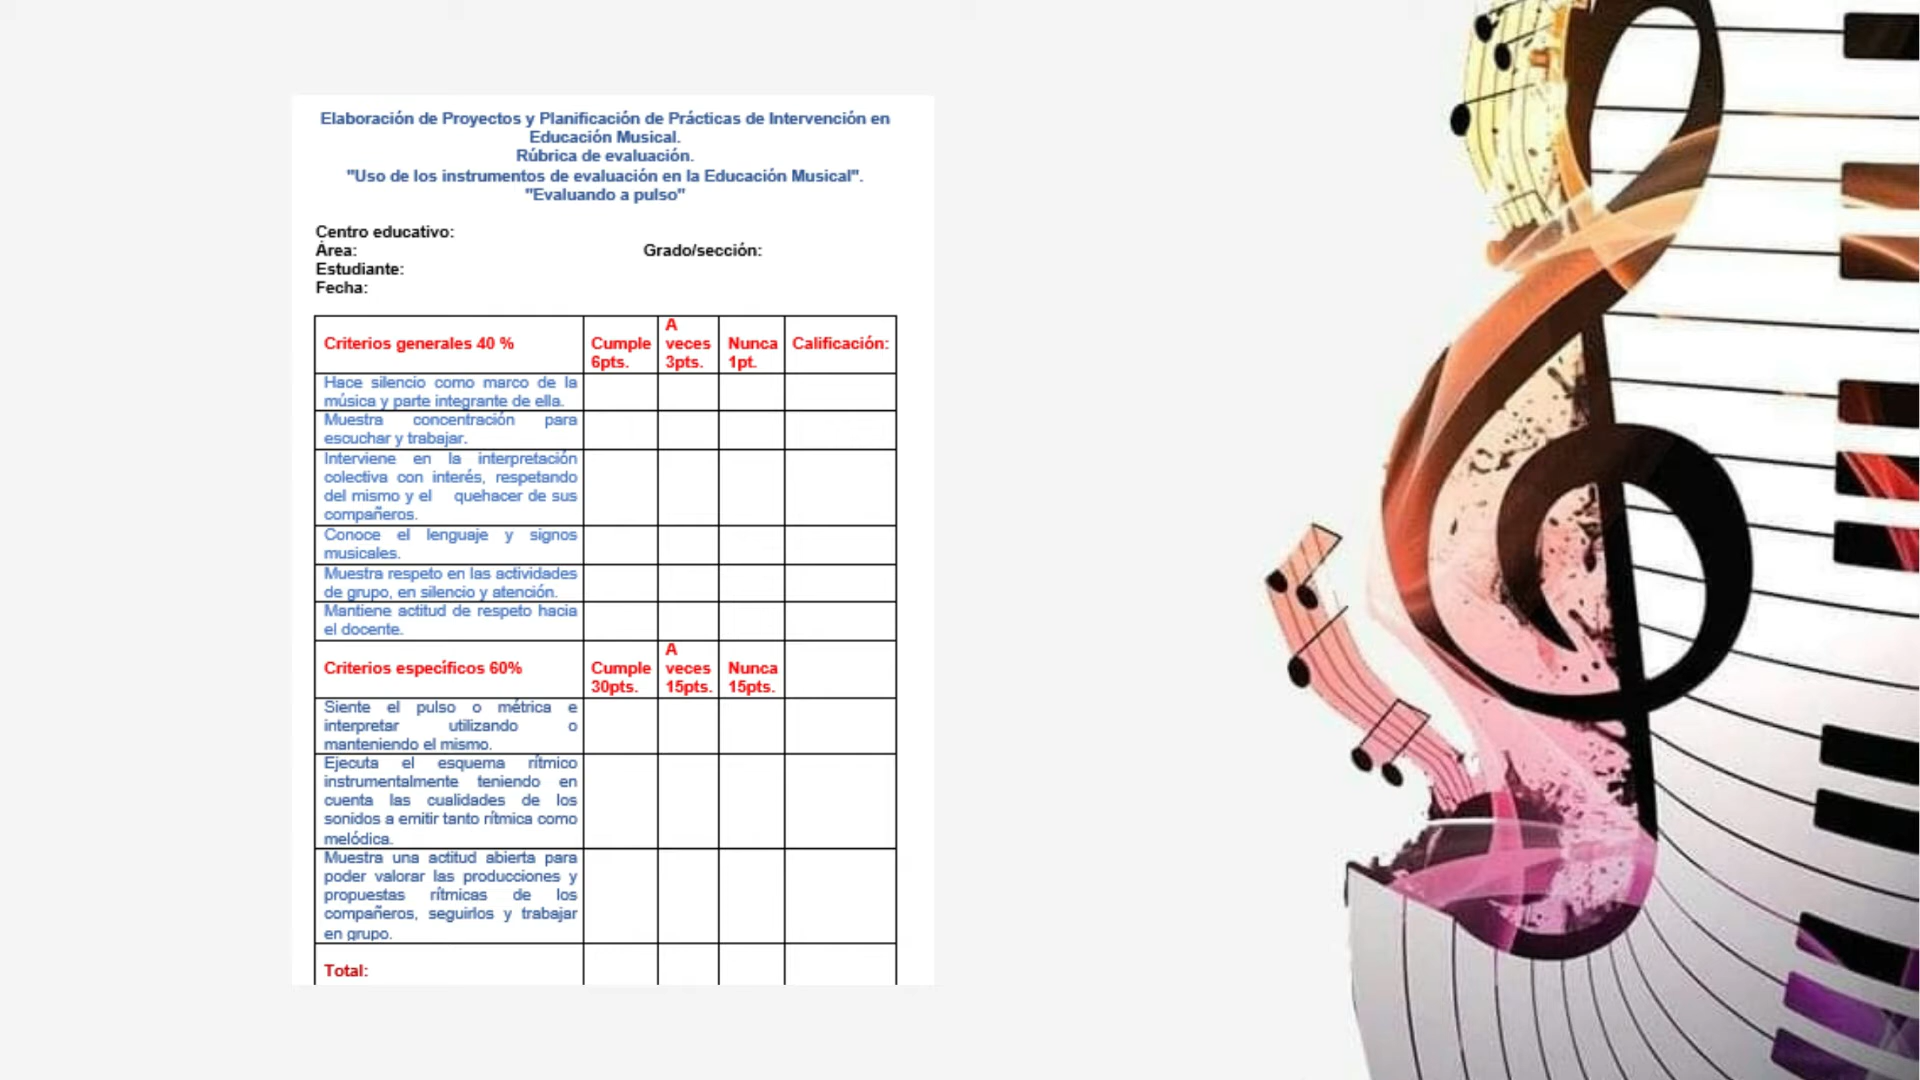 Elaboración de Proyectos y Planificación de Prácticas de Intervención en
Educación Musical.
Rúbrica de evaluación.
"Uso de los instrumentos de evaluación en la Educación Musical".
"Evaluando a pulso"
Centro educativo:
Área: Grado/sección:
Estudiante:
Fecha:
Criterios generales 40 % Cumple 6pts. A veces 3pts. Nunca 1pt. Calificación:
Hace silencio como marco de la
música y parte integrante de ella.
Muestra concentración para
escuchar y trabajar.
Interviene en la interpretación
colectiva con interés, respetando
del mismo y el quehacer de sus
compañeros.
Conoce el lenguaje y signos
musicales.
Muestra respeto en las actividades
de grupo, en silencio y atención.
Mantiene actitud de respeto hacia
el docente.
Criterios específicos 60% Cumple 30pts. A veces 15pts. Nunca 15pts.
Siente el pulso o métrica e
interpretar utilizando o
manteniendo el mismo.
Ejecuta el esquema rítmico
instrumentalmente teniendo en
cuenta las cualidades de los
sonidos a emitir tanto rítmica como
melódica.
Muestra una actitud abierta para
poder valorar las producciones y
propuestas rítmicas de los
compañeros, seguirlos y trabajar
en grupo.
Total: